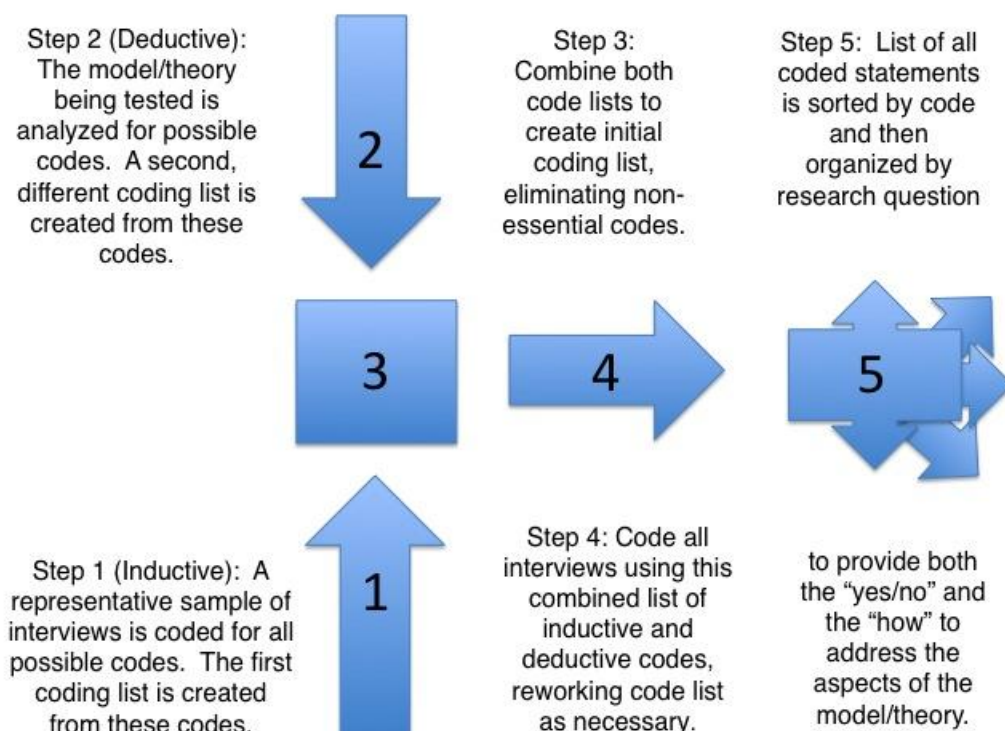 Step 2 (Deductive):
The model/theory
being tested is
analyzed for possible
codes. A second,
different coding list is
created from these
codes.
2
Step 3:
Combine both
code lists to
create initial
coding list,
eliminating non-
essential codes.
Step 5: List of all
coded statements
is sorted by code
and then
organized by
research question
3
4
5
Step 1 (Inductive): A
representative sample of
interviews is coded for all
possible codes. The first
coding list is created
from these codes.
1
Step 4: Code all
interviews using this
combined list of
inductive and
deductive codes,
reworking code list
as necessary.
to provide both
the “yes/no” and
the “how” to
address the
aspects of the
model/theory.